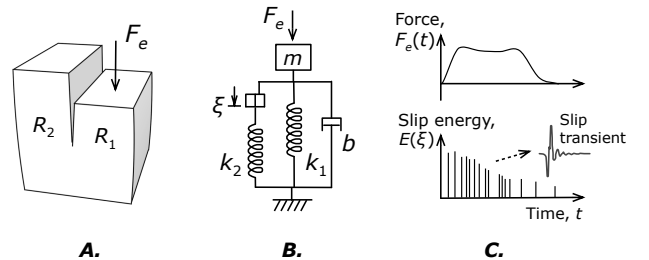 F_e
R_2
R_1
A.
F_e
m
ξ
k_2
k_1
b
B.
Force,
F_e(t)
Slip energy,
E(ξ)
Slip
transient
Time, t
C.